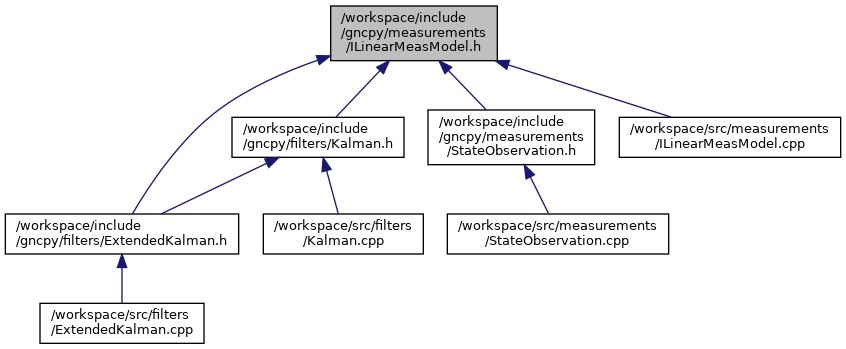 /workspace/include
/gncpy/measurements
/ILinearMeasModel.h
/workspace/include
/gncpy/filters/Kalman.h
/workspace/include
/gncpy/measurements
/StateObservation.h
/workspace/src/measurements
/ILinearMeasModel.cpp
/workspace/include
/gncpy/filters/ExtendedKalman.h
/workspace/src/filters
/Kalman.cpp
/workspace/src/measurements
/StateObservation.cpp
/workspace/src/filters
/ExtendedKalman.cpp